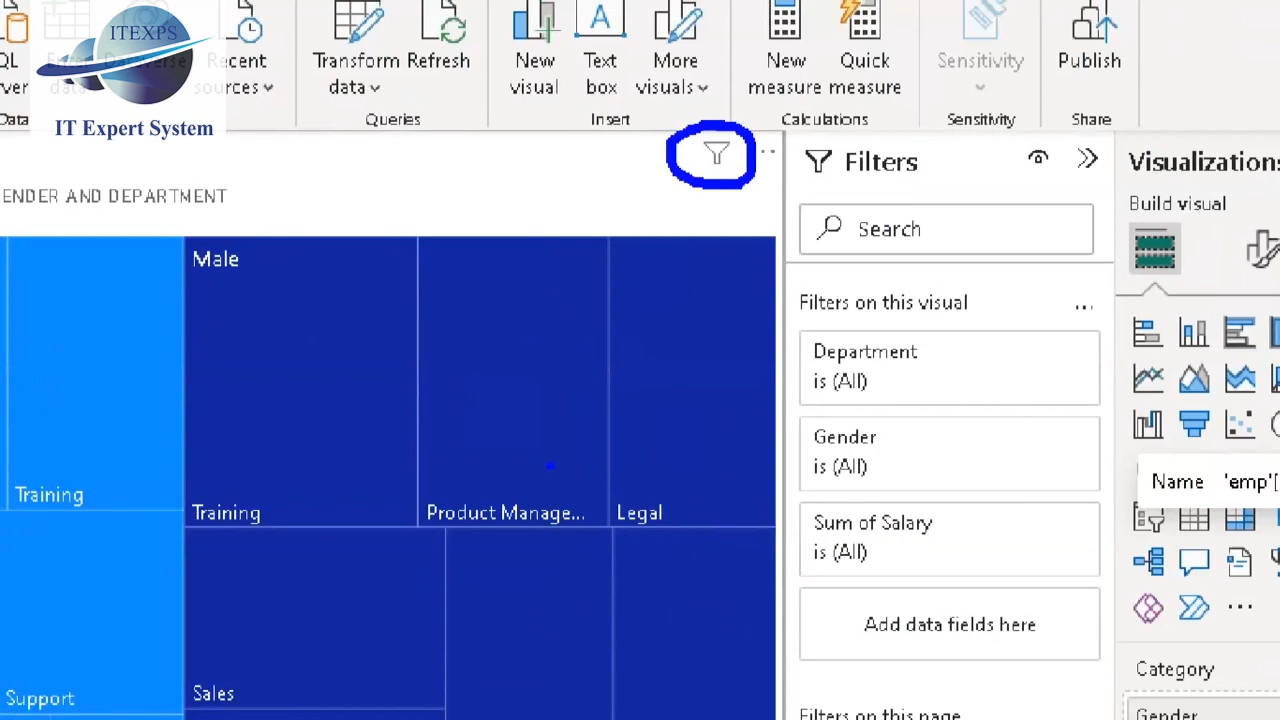 ITEXPS
IT Expert System
QL
Enter
Dataverse
Recent
Transform
Refresh
New
Text
More
New
Quick
Sensitivity
Publish
data
sources
data
visual
box
visuals
measure
measure
Data
Queries
Insert
Calculations
Sensitivity
Share
ENDER AND DEPARTMENT
Filters
Visualizations
Search
Build visual
Filters on this visual
...
Department
is (All)
Gender
is (All)
Sum of Salary
is (All)
Add data fields here
Filters on this page
Name 'emp'[
...
Category
Gender
Male
Training
Training
Product Manage...
Legal
Support
Sales